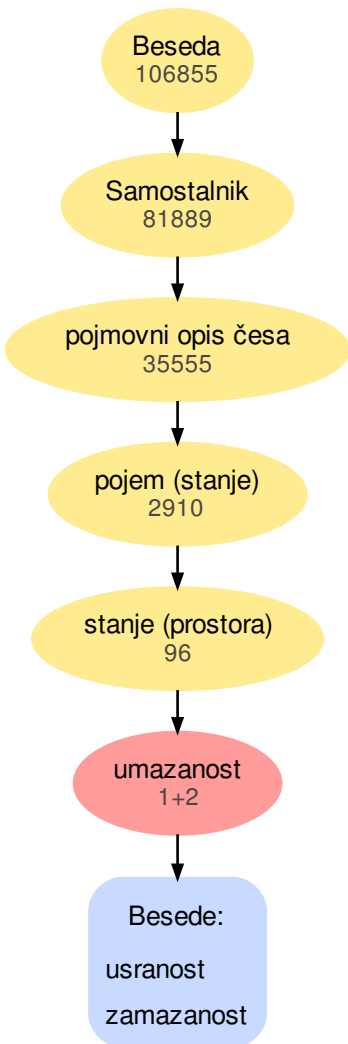 Beseda
106855
Samostalnik
81889
pojmovni opis česa
35555
pojem (stanje)
2910
stanje (prostora)
96
umazanost
1+2
Besede:
usranost
zamazanost